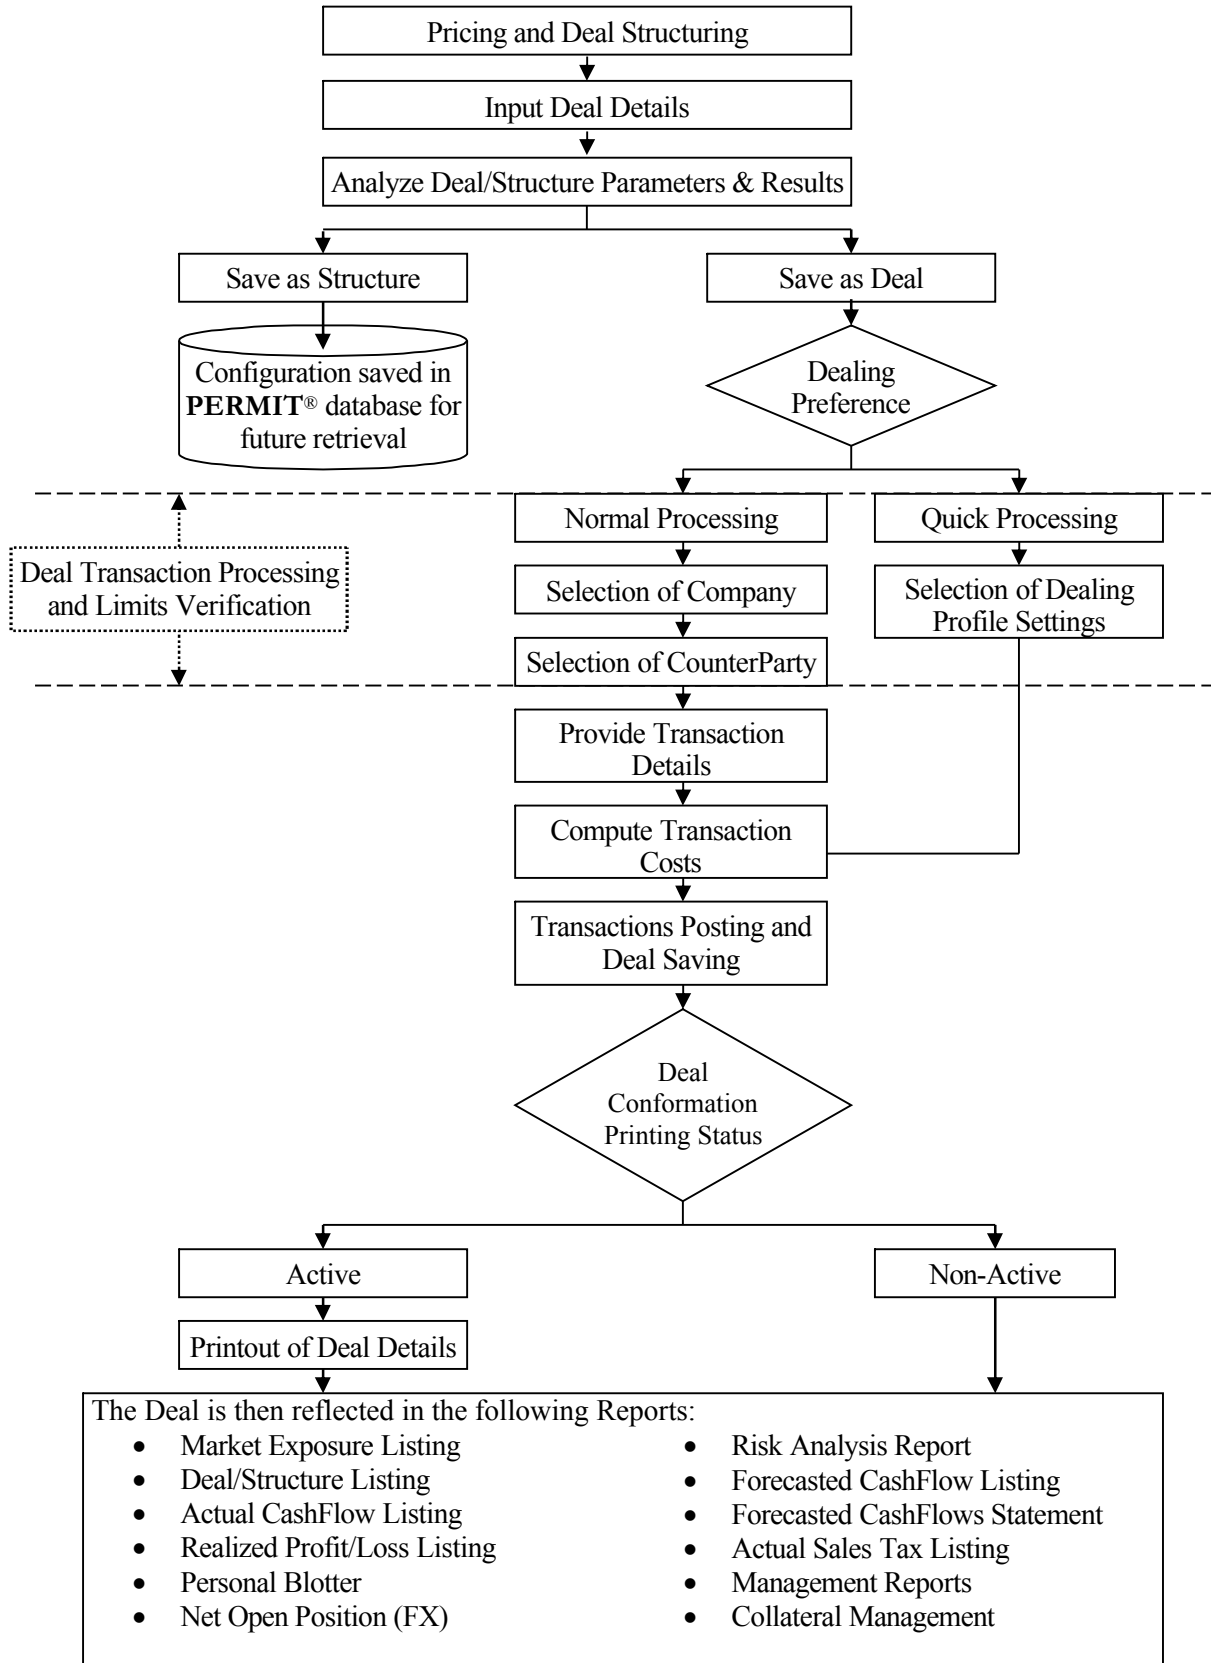 Pricing and Deal Structuring
Input Deal Details
Analyze Deal/Structure Parameters & Results
Save as Structure
Save as Deal
Configuration saved in
PERMIT® database for
future retrieval
Dealing
Preference
Normal Processing
Quick Processing
Deal Transaction Processing
and Limits Verification
Selection of Company
Selection of Dealing
Profile Settings
Selection of CounterParty
Provide Transaction
Details
Compute Transaction
Costs
Transactions Posting and
Deal Saving
Deal
Conformation
Printing Status
Active
Non-Active
Printout of Deal Details
The Deal is then reflected in the following Reports:
• Market Exposure Listing
• Deal/Structure Listing
• Actual CashFlow Listing
• Realized Profit/Loss Listing
• Personal Blotter
• Net Open Position (FX)
• Risk Analysis Report
• Forecasted CashFlow Listing
• Forecasted CashFlows Statement
• Actual Sales Tax Listing
• Management Reports
• Collateral Management